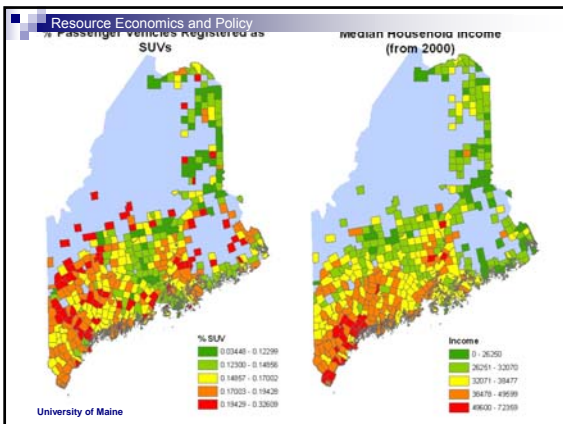 Resource Economics and Policy
% Passenger Vehicles Registered as
SUVs
Median Household Income
(from 2000)
% SUV
0.03448 - 0.12299
0.12300 - 0.14856
0.14857 - 0.17002
0.17003 - 0.19428
0.19429 - 0.32609
Income
0 - 26250
26251 - 32070
32071 - 38477
38478 - 49599
49600 - 72359
University of Maine